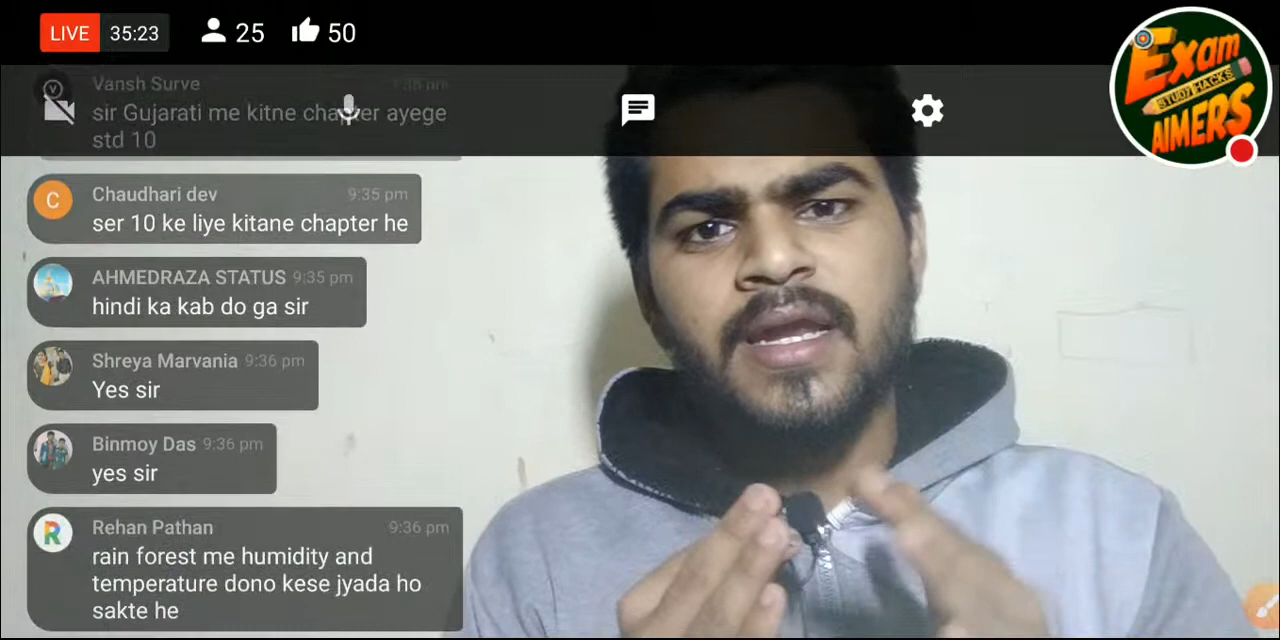 LIVE 35:23 25 50
Exam
STUDY HACKS
AIMERS
Vansh Surve
sir Gujarati me kitne chapter ayege
std 10
C
Chaudhari dev 9:35 pm
ser 10 ke liye kitane chapter he
AHMEDRAZA STATUS 9:35 pm
hindi ka kab do ga sir
Shreya Marvania 9:36 pm
Yes sir
Binmoy Das 9:36 pm
yes sir
R
Rehan Pathan 9:36 pm
rain forest me humidity and
temperature dono kese jyada ho
sakte he